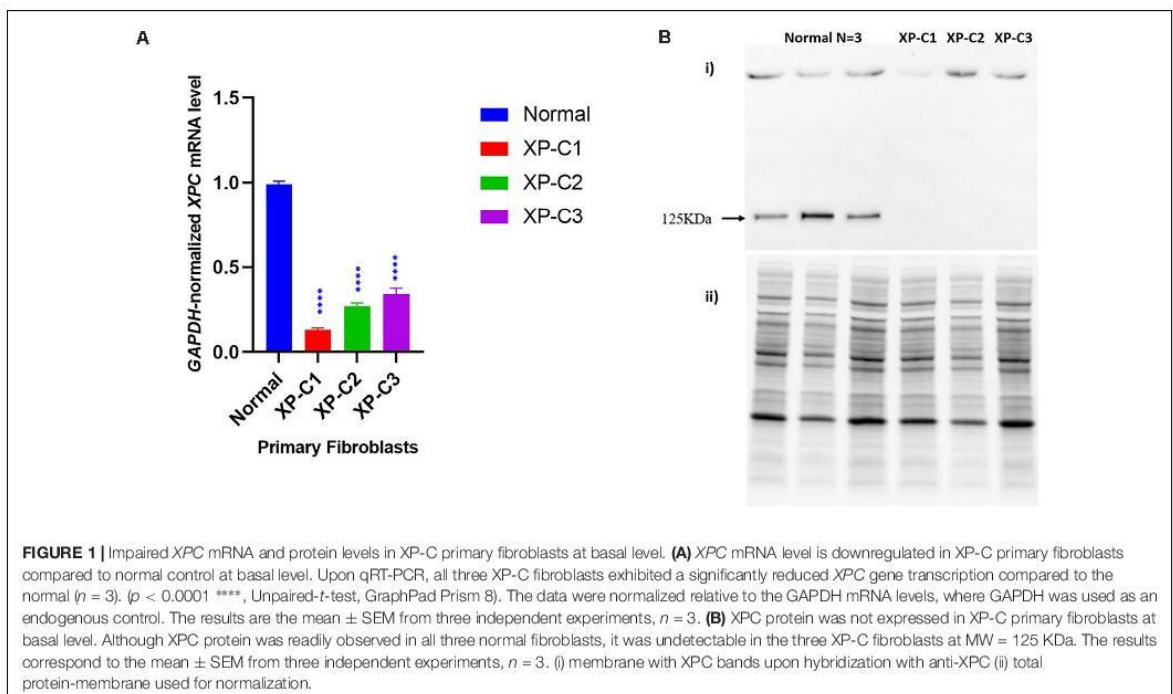 A
B
GAPDH-normalized XPC mRNA level
1.5
1.0
0.5
0.0
Normal
XP-C1
XP-C2
XP-C3
Primary Fibroblasts
****
****
****
Normal
XP-C1
XP-C2
XP-C3
Normal N=3 XP-C1 XP-C2 XP-C3
i)
125KDa
ii)
FIGURE 1 | Impaired XPC mRNA and protein levels in XP-C primary fibroblasts at basal level. (A) XPC mRNA level is downregulated in XP-C primary fibroblasts
compared to normal control at basal level. Upon qRT-PCR, all three XP-C fibroblasts exhibited a significantly reduced XPC gene transcription compared to the
normal (n = 3). (p < 0.0001 ****, Unpaired-t-test, GraphPad Prism 8). The data were normalized relative to the GAPDH mRNA levels, where GAPDH was used as an
endogenous control. The results are the mean ± SEM from three independent experiments, n = 3. (B) XPC protein was not expressed in XP-C primary fibroblasts at
basal level. Although XPC protein was readily observed in all three normal fibroblasts, it was undetectable in the three XP-C fibroblasts at MW = 125 KDa. The results
correspond to the mean ± SEM from three independent experiments, n = 3. (i) membrane with XPC bands upon hybridization with anti-XPC (ii) total
protein-membrane used for normalization.